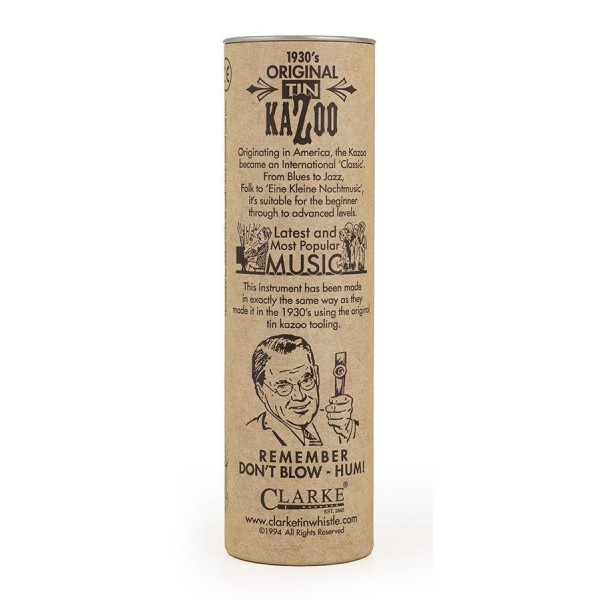 1930's
ORIGINAL
TIN
KAZOO
Originating in America, the Kazoo
became an International 'Classic'.
From Blues to Jazz,
Folk to 'Eine Kleine Nachtmusic',
it's suitable for the beginner
through to advanced levels.
Latest and
Most Popular
MUSIC
This instrument has been made
in exactly the same way as they
made it in the 1930's using the original
tin kazoo tooling.
REMEMBER
DON'T BLOW - HUM!
CLARKE®
EST. 1843
www.clarketinwhistle.com
©1994 All Rights Reserved